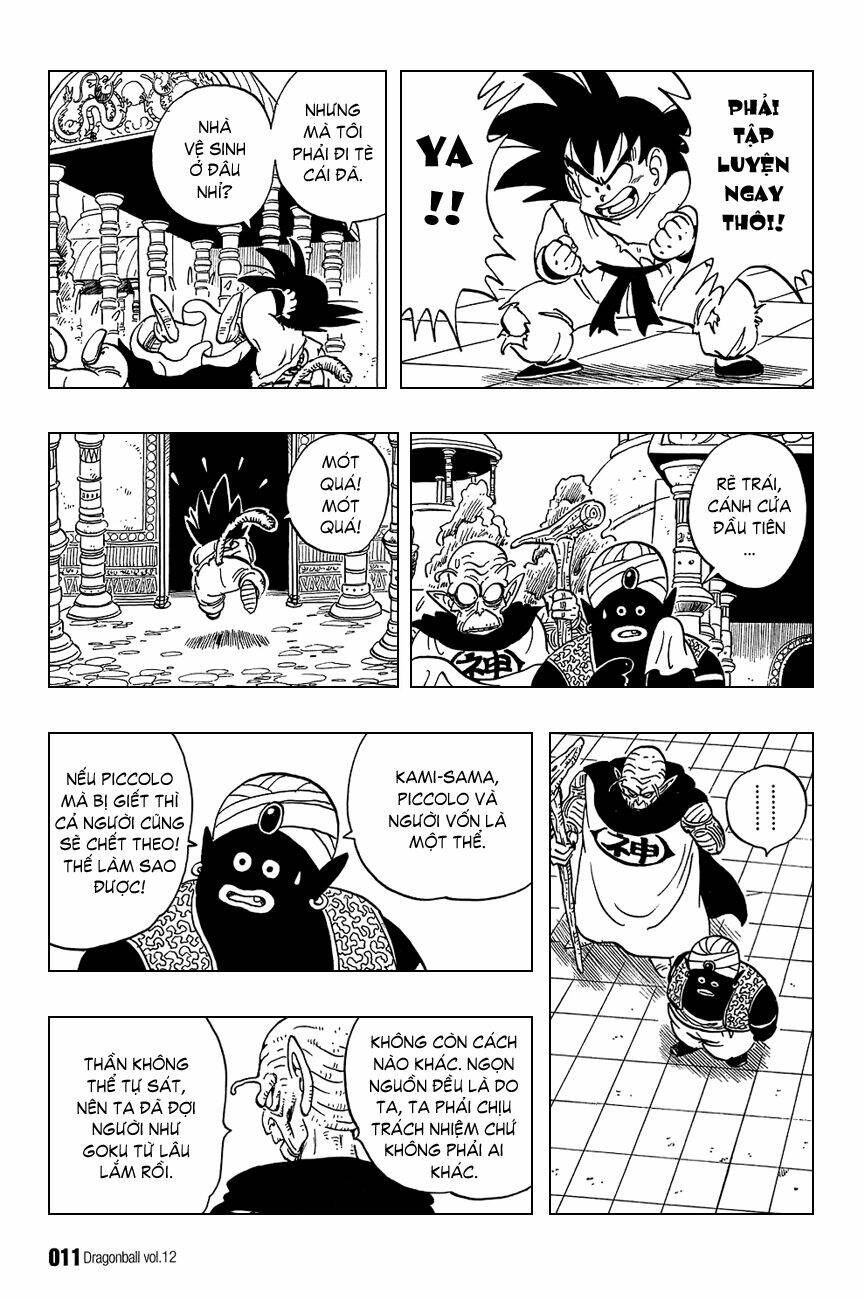 PHẢI
TẬP
LUYỆN
NGAY
THÔI!
YA
!!
NHƯNG
MÀ TÔI
PHẢI ĐI TÈ
CÁI ĐÃ.
NHÀ
VỆ SINH
Ở ĐÂU
NHỈ?
RẼ TRÁI,
CÁNH CỬA
ĐẦU TIÊN
...
神
MÓT
QUÁ!
MÓT
QUÁ!
......
神
KAMI-SAMA,
PICCOLO VÀ
NGƯỜI VỐN LÀ
MỘT THỂ.
NẾU PICCOLO
MÀ BỊ GIẾT THÌ
CẢ NGƯỜI CŨNG
SẼ CHẾT THEO!
THẾ LÀM SAO
ĐƯỢC!
KHÔNG CÒN CÁCH
NÀO KHÁC. NGỌN
NGUỒN ĐỀU LÀ DO
TA, TA PHẢI CHỊU
TRÁCH NHIỆM CHỨ
KHÔNG PHẢI AI
KHÁC.
THẦN KHÔNG
THỂ TỰ SÁT,
NÊN TA ĐÃ ĐỢI
NGƯỜI NHƯ
GOKU TỪ LÂU
LẮM RỒI.
011 Dragonball vol.12